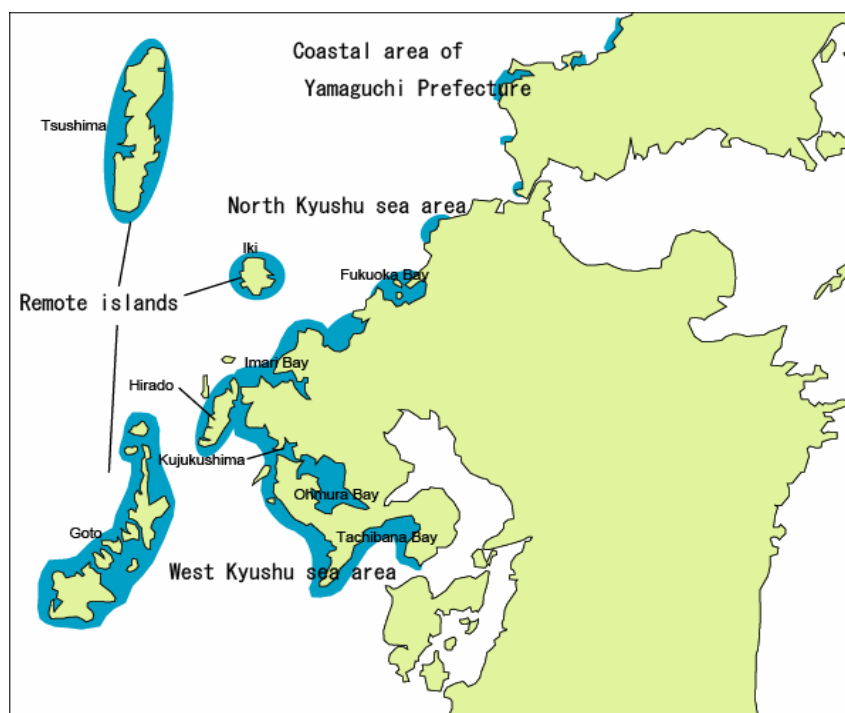 Coastal area of
Yamaguchi Prefecture
Tsushima
North Kyushu sea area
Iki
Fukuoka Bay
Remote islands
Imari Bay
Hirado
Kujukushima
Ohmura Bay
Goto
Tachibana Bay
West Kyushu sea area